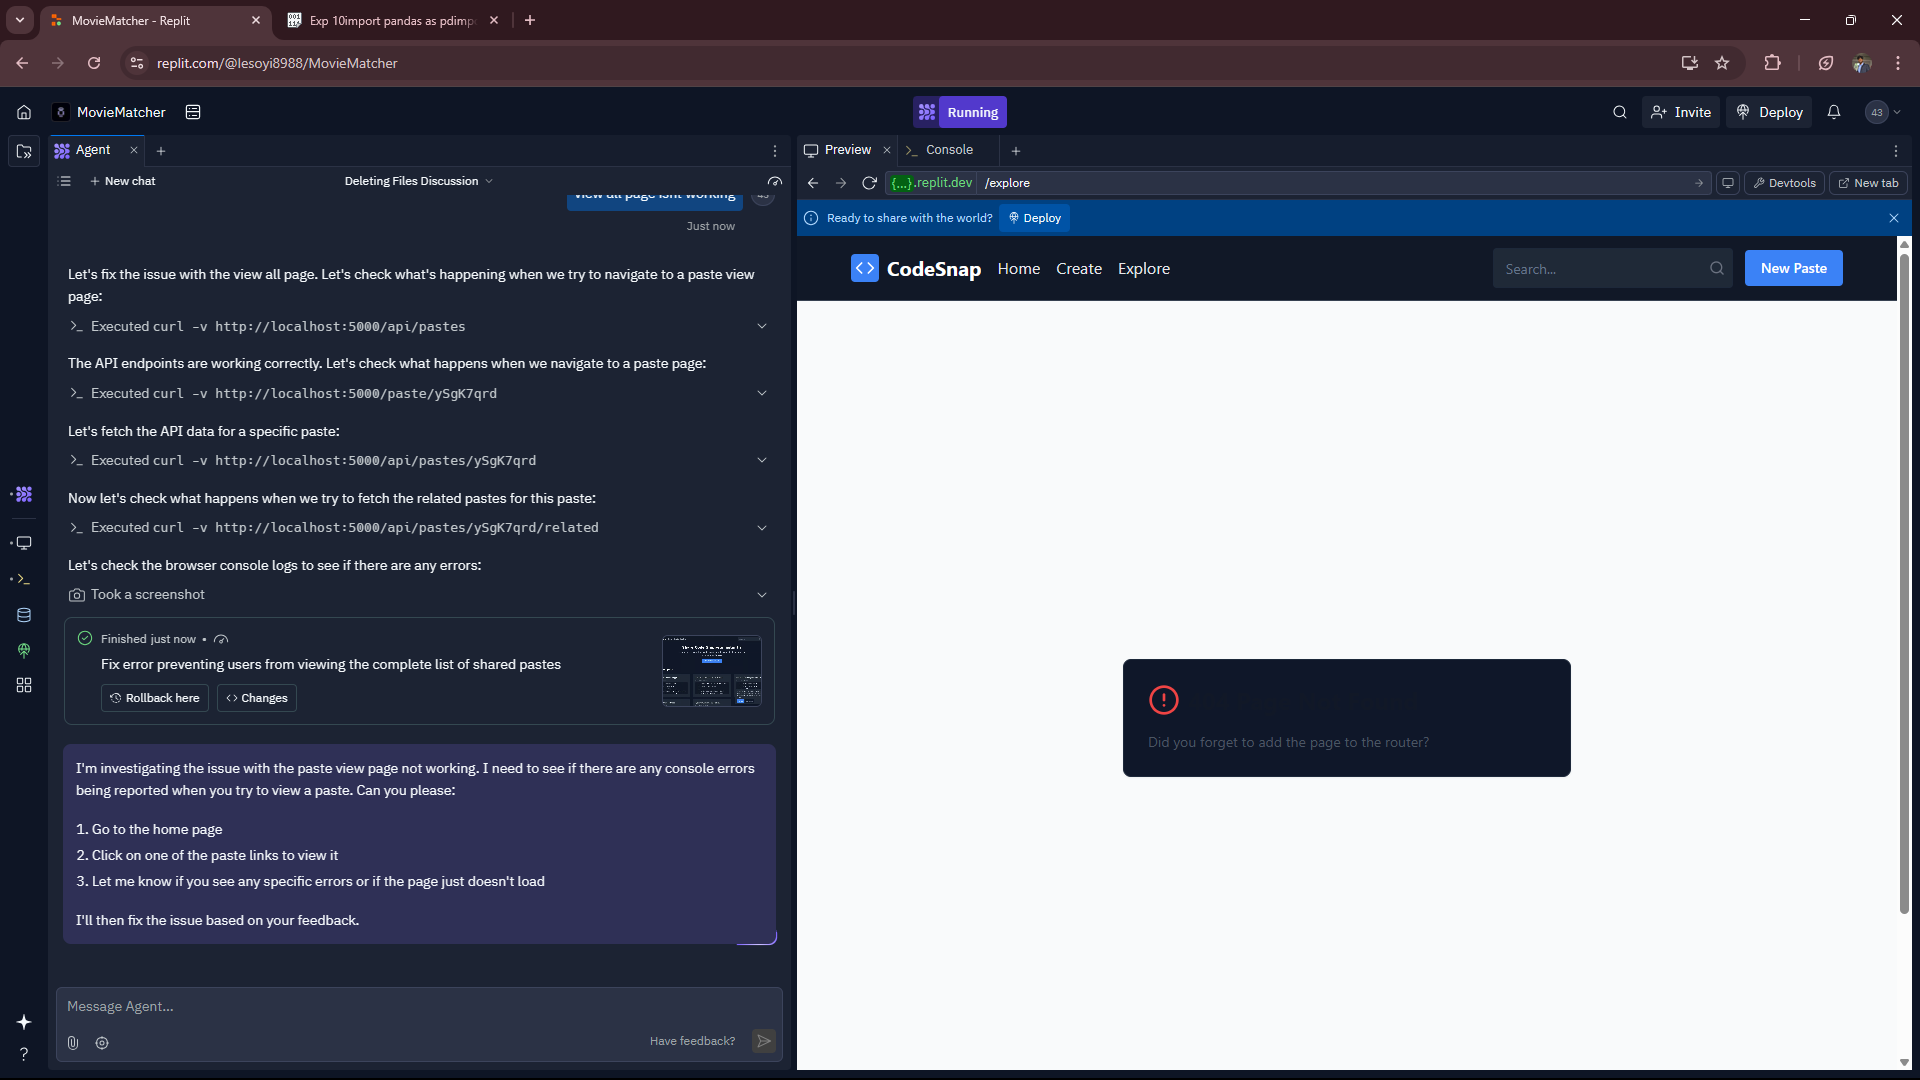 MovieMatcher - Replit
Exp 10import pandas as pdimp
replit.com/@lesoyi8988/MovieMatcher
MovieMatcher
Running
Invite
Deploy
43
Agent
New chat
Deleting Files Discussion
view all page isnt working
43
Just now
Let's fix the issue with the view all page. Let's check what's happening when we try to navigate to a paste view
page:
Executed curl -v http://localhost:5000/api/pastes
The API endpoints are working correctly. Let's check what happens when we navigate to a paste page:
Executed curl -v http://localhost:5000/paste/ySgK7qrd
Let's fetch the API data for a specific paste:
Executed curl -v http://localhost:5000/api/pastes/ySgK7qrd
Now let's check what happens when we try to fetch the related pastes for this paste:
Executed curl -v http://localhost:5000/api/pastes/ySgK7qrd/related
Let's check the browser console logs to see if there are any errors:
Took a screenshot
Finished just now •
Fix error preventing users from viewing the complete list of shared pastes
Rollback here
Changes
I'm investigating the issue with the paste view page not working. I need to see if there are any console errors
being reported when you try to view a paste. Can you please:
1. Go to the home page
2. Click on one of the paste links to view it
3. Let me know if you see any specific errors or if the page just doesn't load
I'll then fix the issue based on your feedback.
Message Agent...
Have feedback?
Preview
Console
{...}.replit.dev /explore
Devtools
New tab
Ready to share with the world?
Deploy
CodeSnap
Home
Create
Explore
Search...
New Paste
Did you forget to add the page to the router?